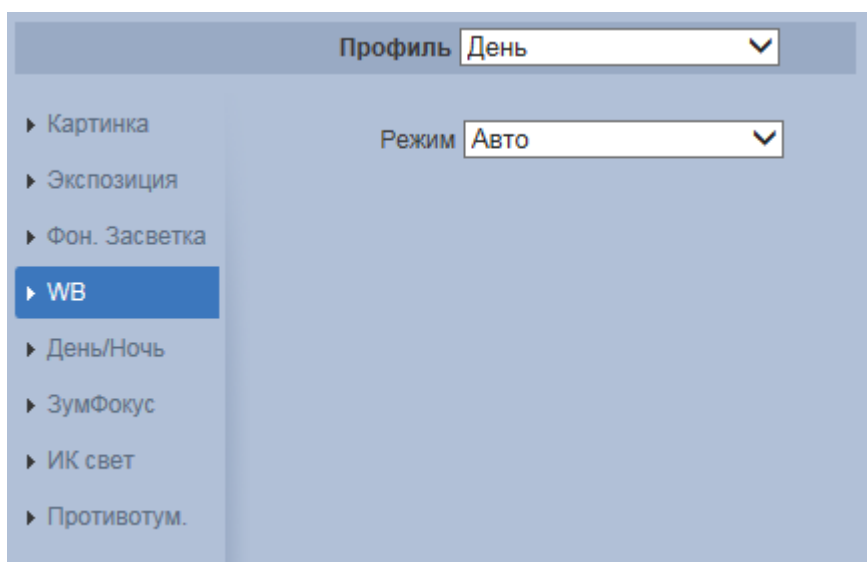 Профиль День
Картинка
Режим Авто
Экспозиция
Фон. Засветка
WB
День/Ночь
ЗумФокус
ИК свет
Противотум.